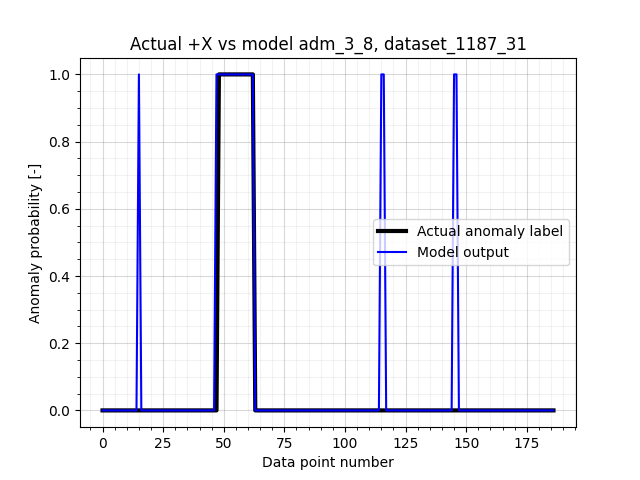 Actual +X vs model adm_3_8, dataset_1187_31
1.0
0.8
0.6
0.4
0.2
0.0
Anomaly probability [-]
Actual anomaly label
Model output
0 25 50 75 100 125 150 175
Data point number